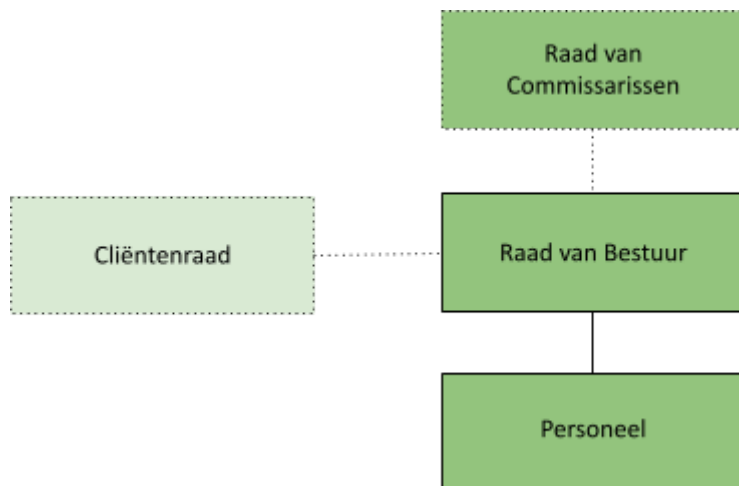 Raad van
Commissarissen
Cliëntenraad
Raad van Bestuur
Personeel